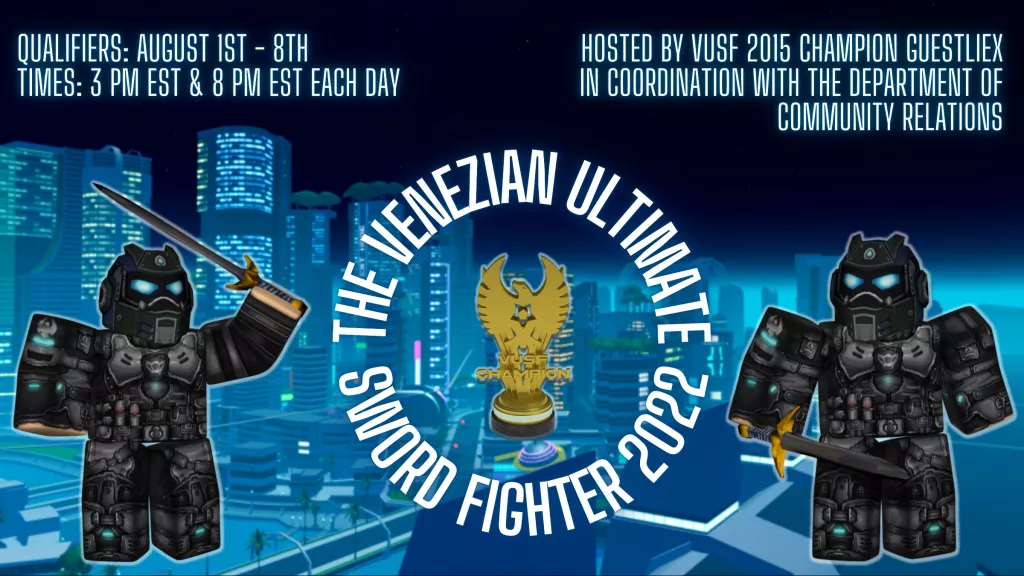 QUALIFIERS: AUGUST 1ST - 8TH
TIMES: 3 PM EST & 8 PM EST EACH DAY
HOSTED BY VUSF 2015 CHAMPION GUESTLIEX
IN COORDINATION WITH THE DEPARTMENT OF
COMMUNITY RELATIONS
THE VENEZIAN ULTIMATE
SWORD FIGHTER 2022
VUSF
CHAMPION